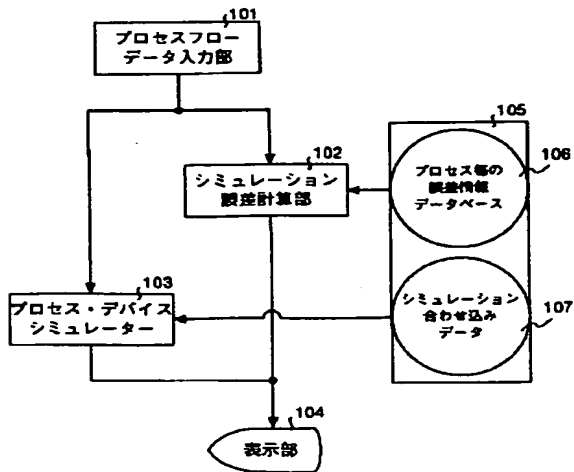 101
プロセスフロー
データ入力部
105
102
シミュレーション
誤差計算部
プロセス毎の
誤差情報
データベース
106
103
プロセス・デバイス
シミュレーター
シミュレーション
合わせ込み
データ
107
104
表示部